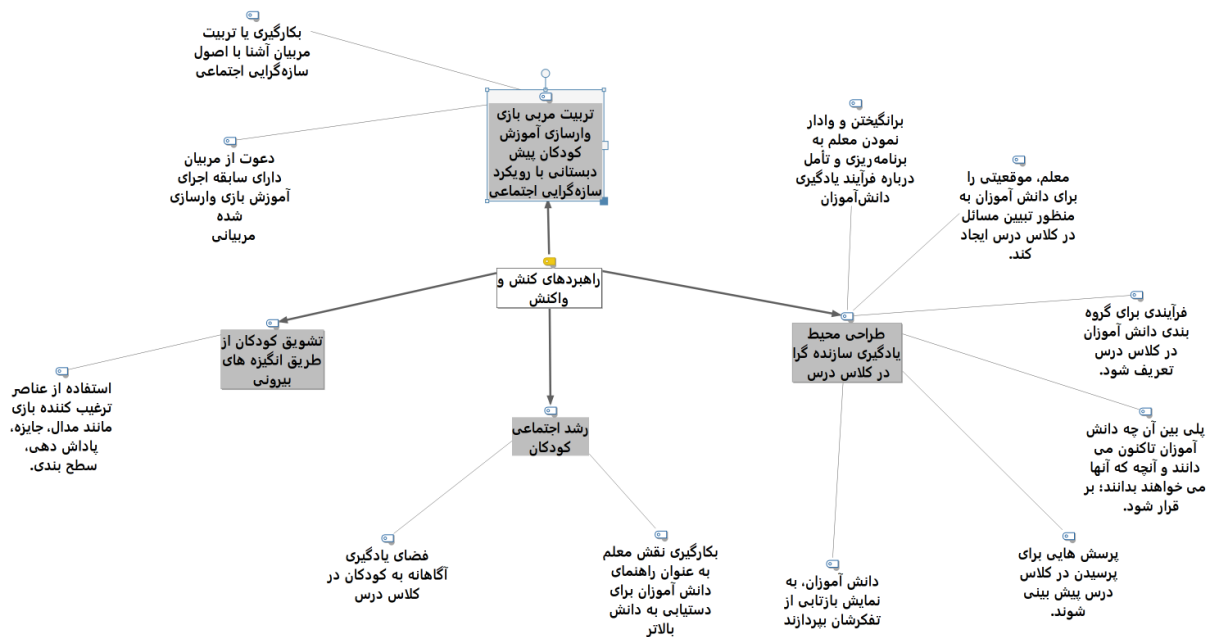 بکارگیری یا تربیت
مربیان آشنا با اصول
سازه‌گرایی اجتماعی
تربیت مربی بازی
وارسازی آموزش
کودکان پیش
دبستانی با رویکرد
سازه‌گرایی اجتماعی
دعوت از مربیان
دارای سابقه اجرای
آموزش بازی وارسازی
شده
مربیانی
برانگیختن و وادار
نمودن معلم به
برنامه‌ریزی و تأمل
درباره فرآیند یادگیری
دانش‌آموزان
معلم، موقعیتی را
برای دانش آموزان به
منظور تبیین مسائل
در کلاس درس ایجاد
کند.
راهبردهای کنش و
واکنش
فرآیندی برای گروه
بندی دانش آموزان
در کلاس درس
تعریف شود.
طراحی محیط
یادگیری سازنده گرا
در کلاس درس
تشویق کودکان از
طریق انگیزه های
بیرونی
استفاده از عناصر
ترغیب کننده بازی
مانند مدال، جایزه،
پاداش دهی،
سطح بندی.
رشد اجتماعی
کودکان
پلی بین آن چه دانش
آموزان تاکنون می
دانند و آنچه که آنها
می خواهند بدانند؛ بر
قرار شود.
پرسش هایی برای
پرسیدن در کلاس
درس پیش بینی
شوند.
دانش آموزان، به
نمایش بازتابی از
تفکرشان بپردازند
بکارگیری نقش معلم
به عنوان راهنمای
دانش آموزان برای
دستیابی به دانش
بالاتر
فضای یادگیری
آگاهانه به کودکان در
کلاس درس